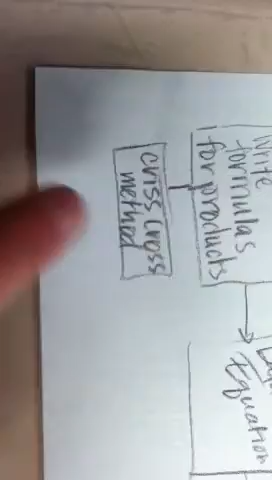 Write
formulas
for products
criss cross
method
Equation